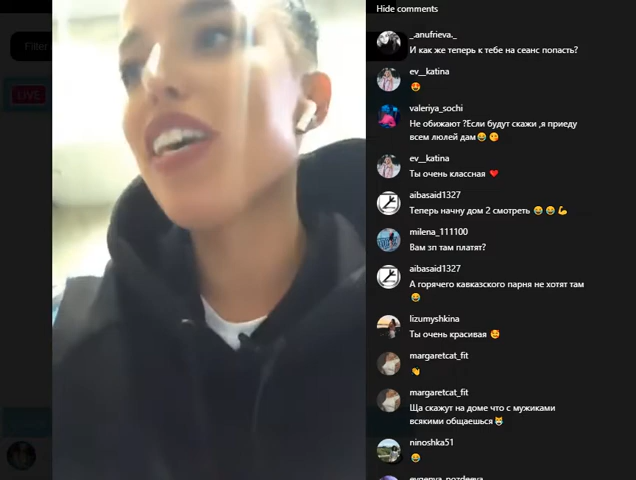 Hide comments
LIVE
_.anufrieva._
И как же теперь к тебе на сеанс попасть?
ev__katina
😍
valeriya_sochi
Не обижают ?Если будут скажи ,я приеду
всем люлей дам😄😘
ev__katina
Ты очень классная ❤️
aibasaid1327
Теперь начну дом 2 смотреть 😂😂💪
milena_111100
Вам зп там платят?
aibasaid1327
А горячего кавказского парня не хотят там
😂
lizumyshkina
Ты очень красивая 🥰
margaretcat_fit
👏
margaretcat_fit
Ща скажут на доме что с мужиками
всякими общаешься😹
ninoshka51
😂
evgenya_pozdeeva